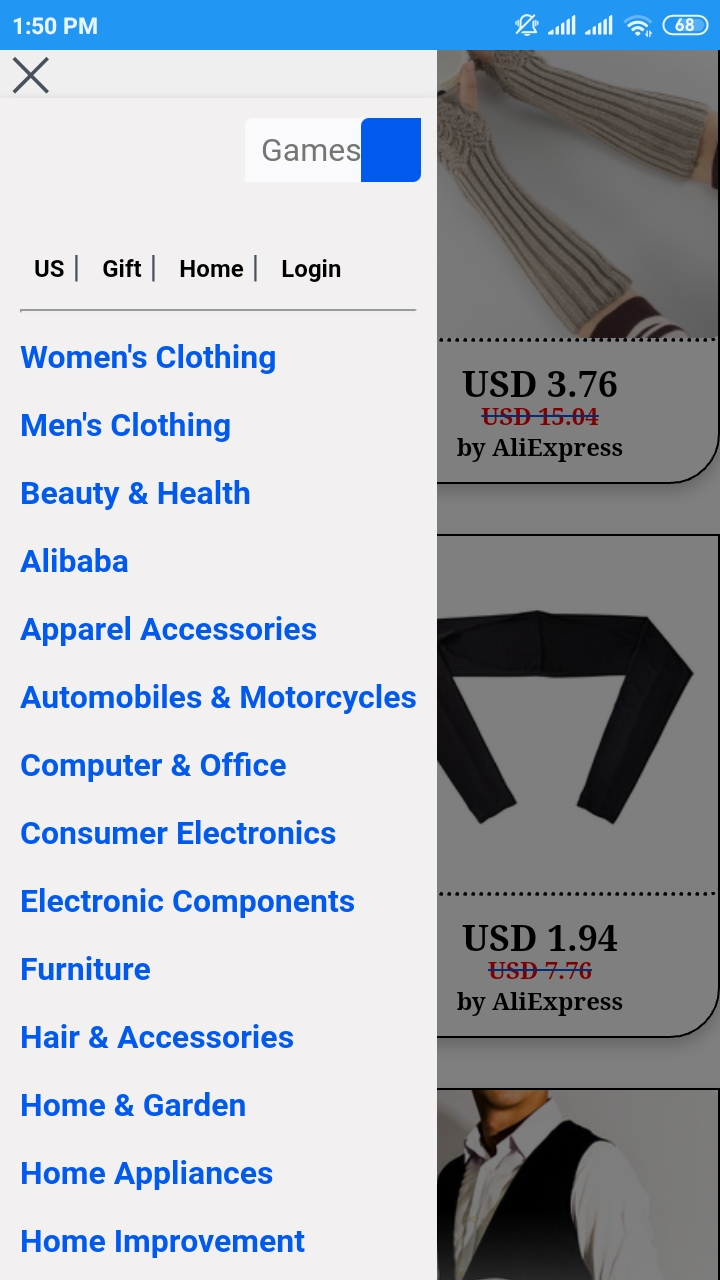 1:50 PM
68
Games
US | Gift | Home | Login
Women's Clothing
Men's Clothing
Beauty & Health
Alibaba
Apparel Accessories
Automobiles & Motorcycles
Computer & Office
Consumer Electronics
Electronic Components
Furniture
Hair & Accessories
Home & Garden
Home Appliances
Home Improvement
USD 3.76
USD 15.04
by AliExpress
USD 1.94
USD 7.76
by AliExpress